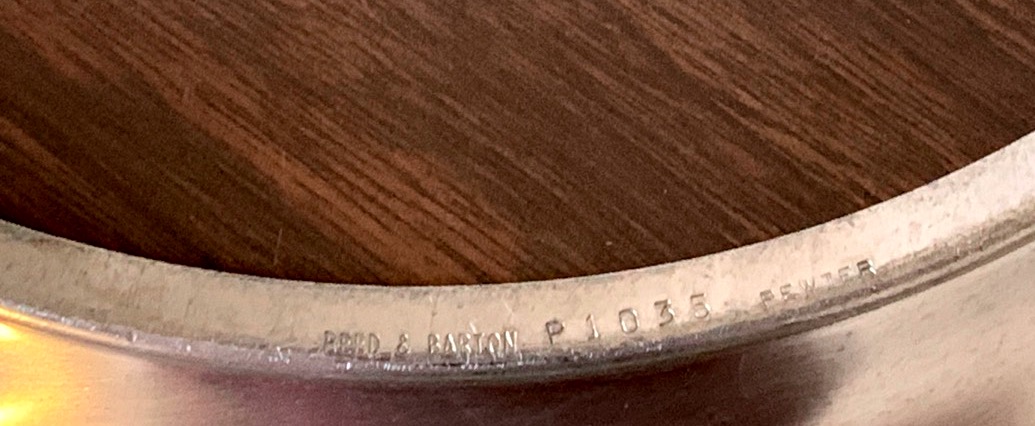 REED & BARTON P1035 PEWTER